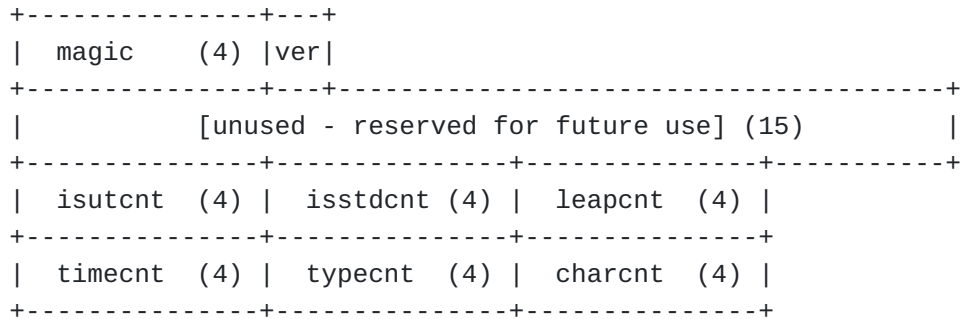 +---------------+---+
|  magic    (4) |ver|
+---------------+---+---------------------------------------+
|           [unused - reserved for future use] (15)         |
+---------------+---------------+---------------+-----------+
|  isutcnt  (4) |  isstdcnt (4) |  leapcnt  (4) |
+---------------+---------------+---------------+
|  timecnt  (4) |  typecnt  (4) |  charcnt  (4) |
+---------------+---------------+---------------+